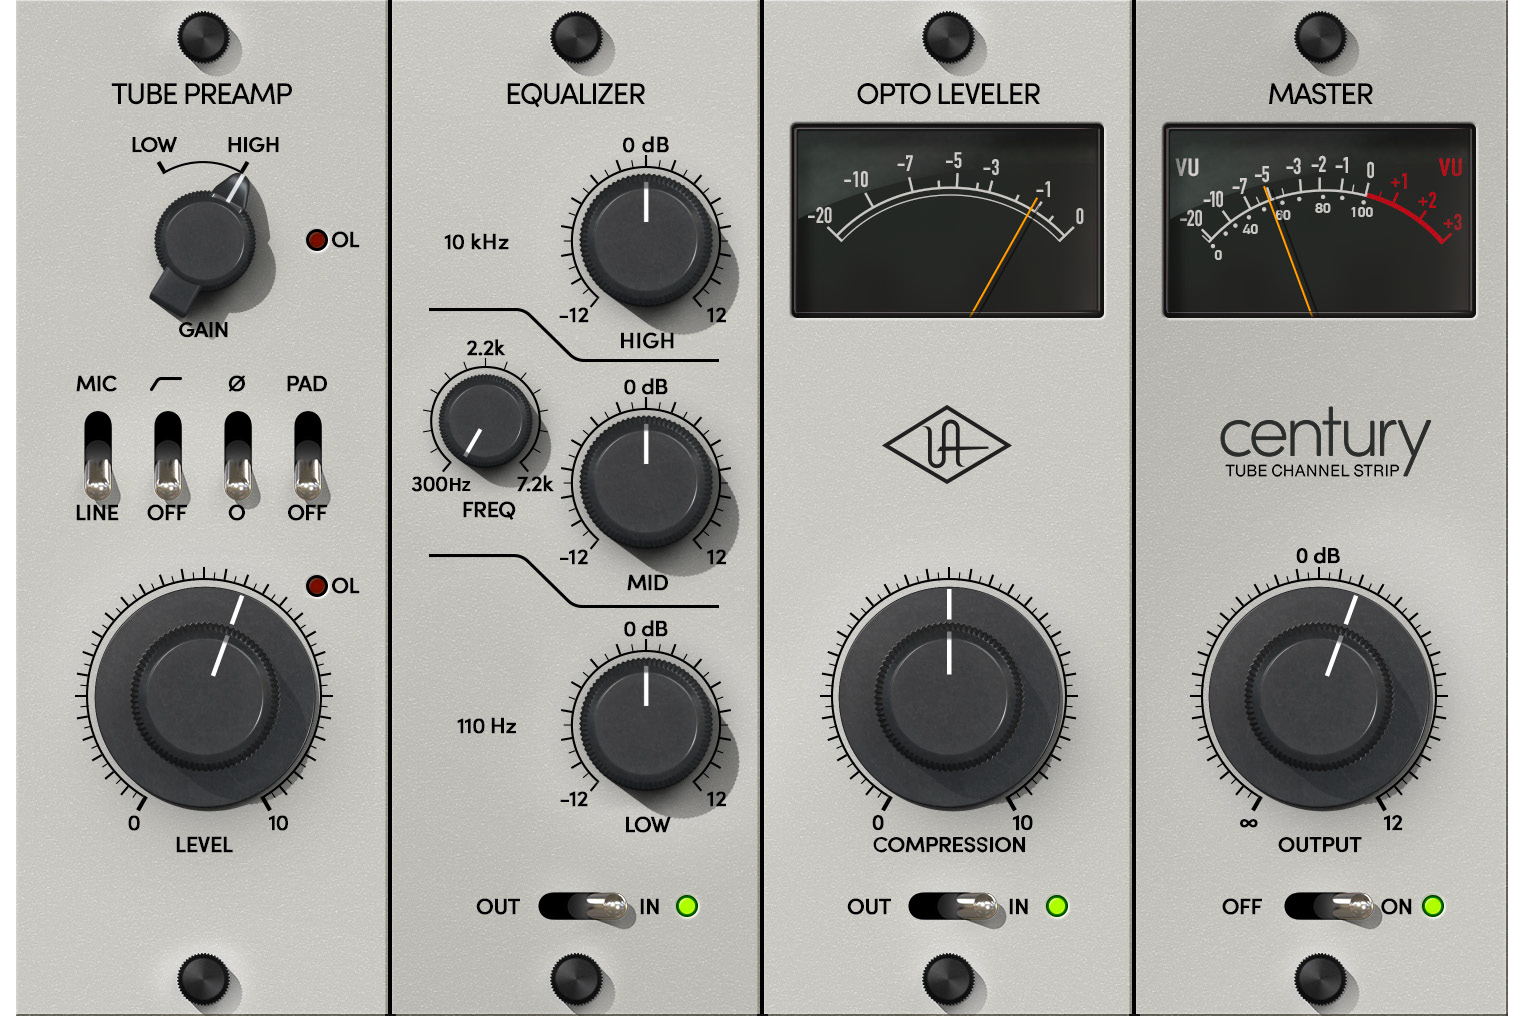 TUBE PREAMP
LOW HIGH
OL
GAIN
MIC Ø PAD
LINE OFF O OFF
OL
0 10
LEVEL
EQUALIZER
0 dB
10 kHz
-12 12
HIGH
2.2k
300Hz 7.2k
FREQ
0 dB
-12 12
MID
0 dB
110 Hz
-12 12
LOW
OUT IN
OPTO LEVELER
-20 -10 -7 -5 -3 -1 0
UA
0 10
COMPRESSION
OUT IN
MASTER
VU VU
-20 -10 -7 -5 -3 -2 -1 0 +1 +2 +3
0 40 60 80 100
century
TUBE CHANNEL STRIP
0 dB
∞ 12
OUTPUT
OFF ON